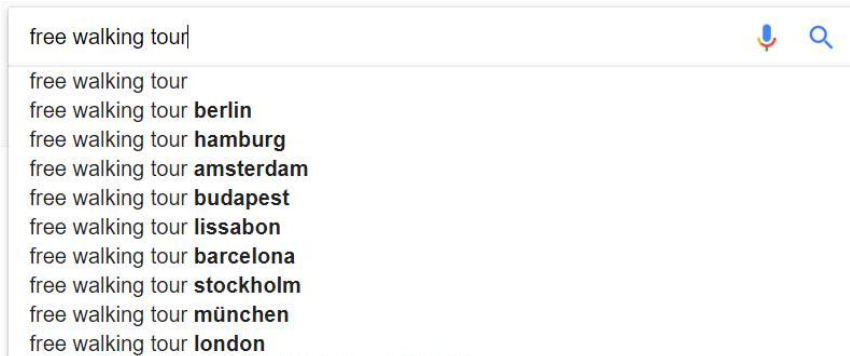 free walking tour
free walking tour
free walking tour berlin
free walking tour hamburg
free walking tour amsterdam
free walking tour budapest
free walking tour lissabon
free walking tour barcelona
free walking tour stockholm
free walking tour münchen
free walking tour london